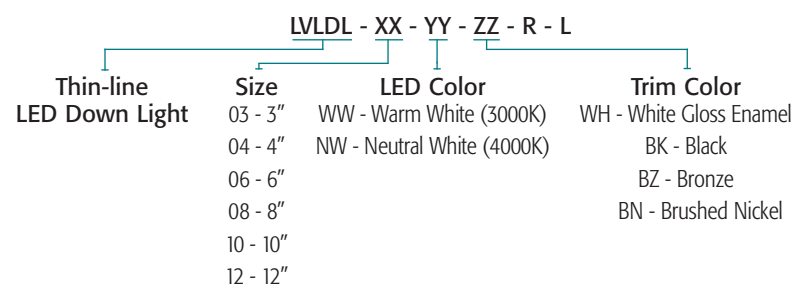 LVLDL - XX - YY - ZZ - R - L
Thin-line
LED Down Light
Size
03 - 3"
04 - 4"
06 - 6"
08 - 8"
10 - 10"
12 - 12"
LED Color
WW - Warm White (3000K)
NW - Neutral White (4000K)
Trim Color
WH - White Gloss Enamel
BK - Black
BZ - Bronze
BN - Brushed Nickel